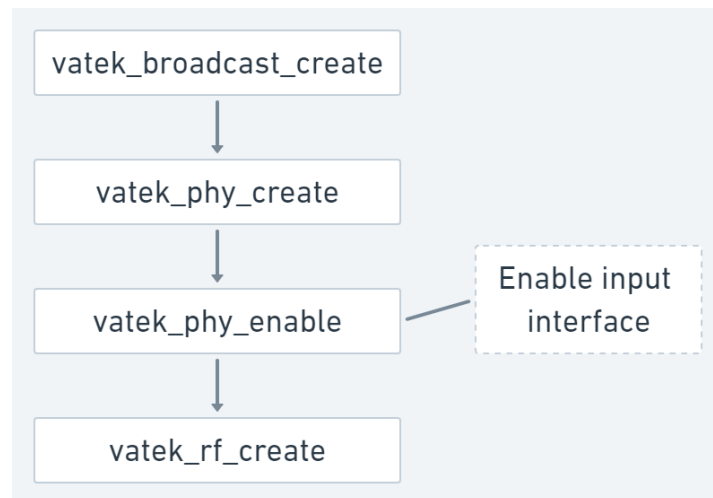 vatek_broadcast_create
vatek_phy_create
vatek_phy_enable
Enable input
interface
vatek_rf_create